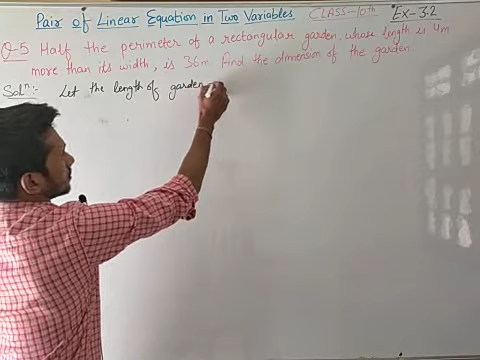 Pair of Linear Equation in Two Variables CLASS-10th Ex-3.2
Q-5 Half the perimeter of a rectangular garden, whose length is 4m
more than its width, is 36m find the dimension of the garden
Solⁿ:- Let the length of garden